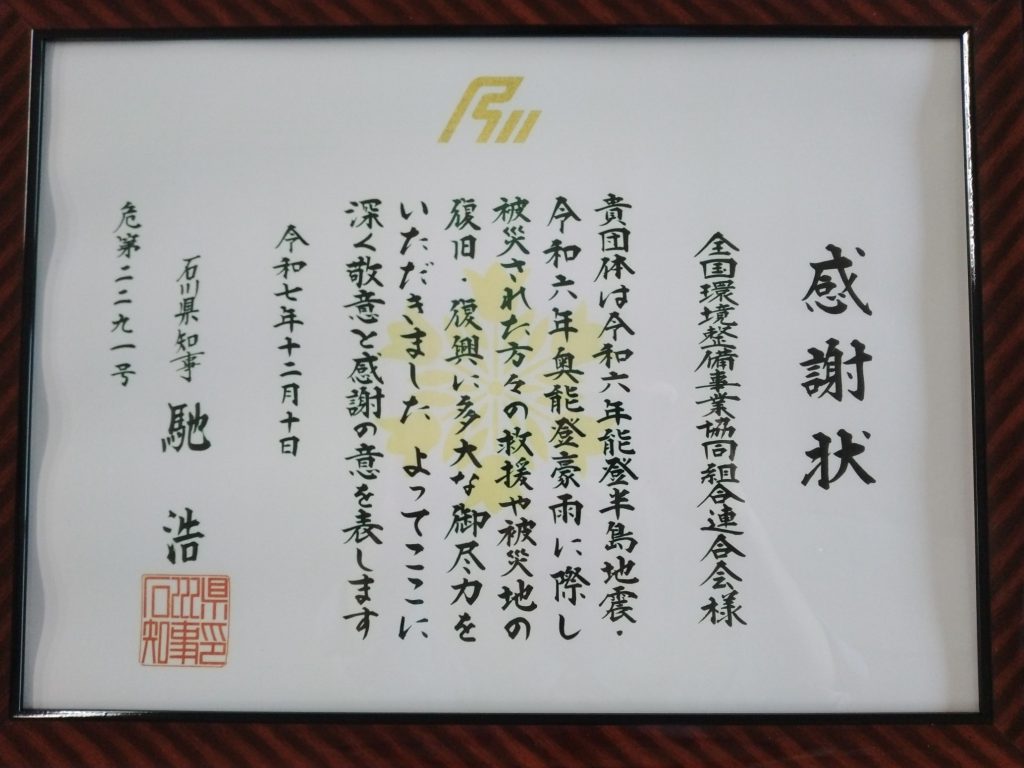 感謝状
全国環境整備事業協同組合連合会様
貴団体は令和六年能登半島地震・
令和六年奥能登豪雨に際し
被災された方々の救援や被災地の
復旧・復興に多大な御尽力を
いただきました よってここに
深く敬意と感謝の意を表します
令和七年十二月十日
石川県知事 馳 浩
危第二二九一号
石川県知事印